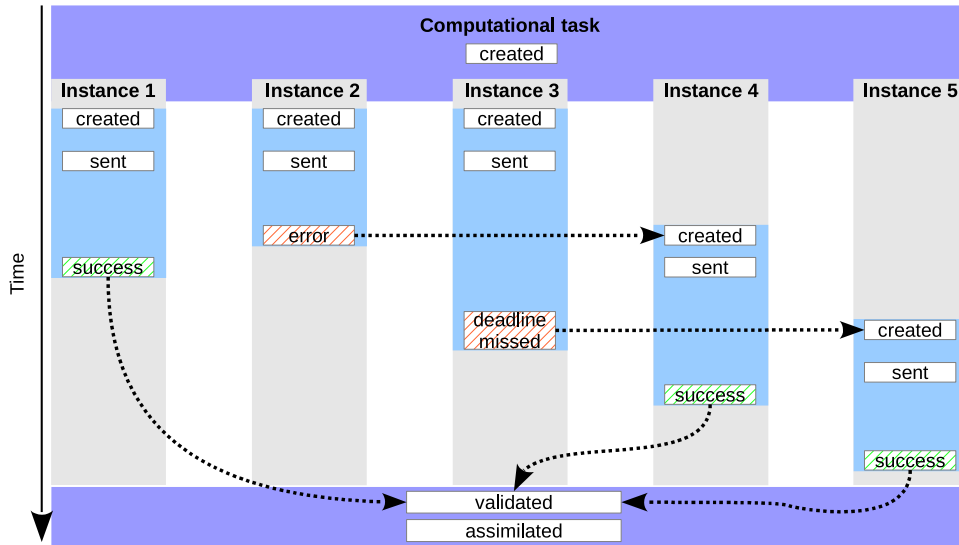 Computational task
created
Instance 1
Instance 2
Instance 3
Instance 4
Instance 5
created
created
created
sent
sent
sent
error
created
success
sent
Time
deadline
missed
created
sent
success
success
validated
assimilated